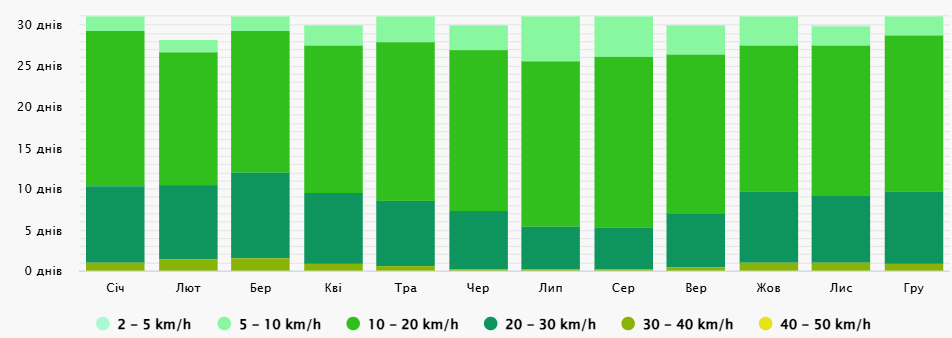 30 днів
25 днів
20 днів
15 днів
10 днів
5 днів
0 днів
Січ Лют Бер Кві Тра Чер Лип Сер Вер Жов Лис Гру
2 – 5 km/h 5 – 10 km/h 10 – 20 km/h 20 – 30 km/h 30 – 40 km/h 40 – 50 km/h